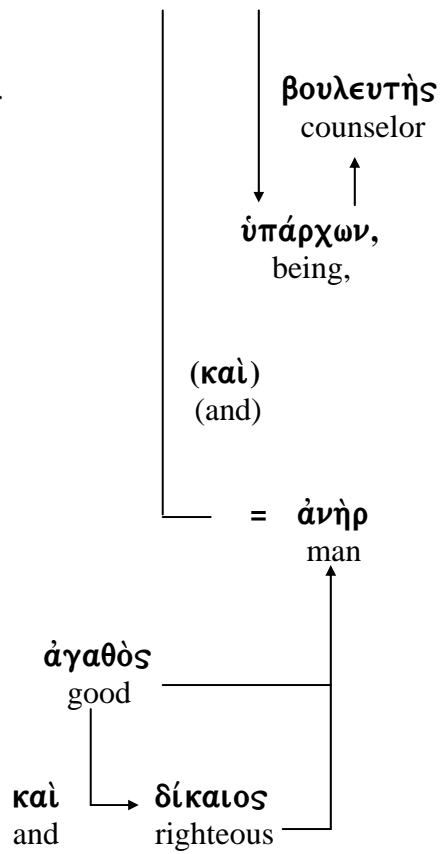 βουλευτὴς
counselor
ὑπάρχων,
being,
(καὶ)
(and)
= ἀνὴρ
man
ἀγαθὸς
good
καὶ δίκαιος
and righteous